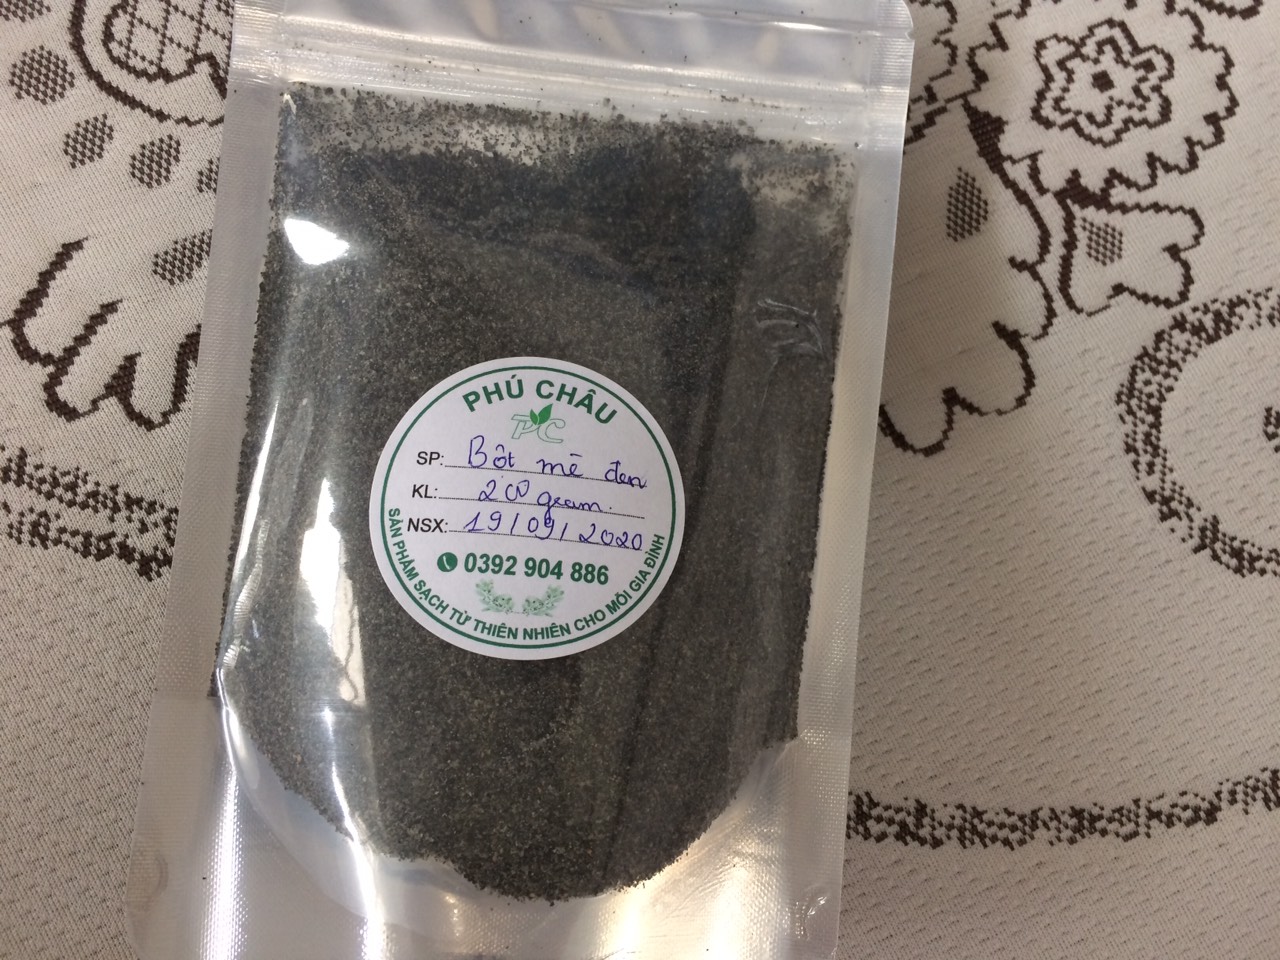 PHÚ CHÂU
PC
SP: Bột mè đen
KL: 200 gram.
NSX: 19/09/2020
0392 904 886
SẢN PHẨM SẠCH TỪ THIÊN NHIÊN CHO MỖI GIA ĐÌNH